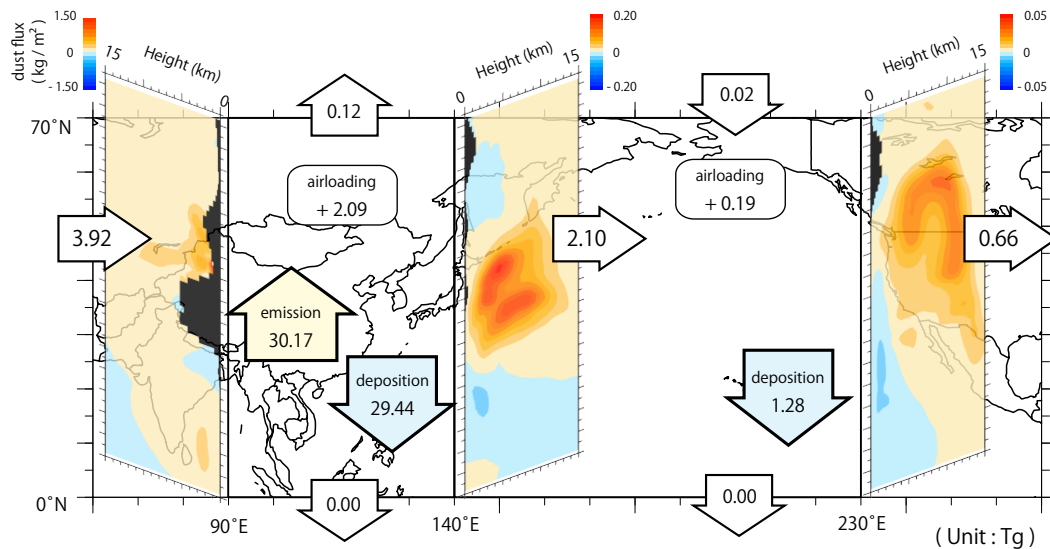 dust flux
( kg / m² )
1.50
0
- 1.50
15
Height (km)
0
0.20
0
- 0.20
Height (km)
15
0
0.05
0
-0.05
Height (km)
15
0
70˚N
0˚N
90˚E
140˚E
230˚E
0.12
0.02
airloading
+ 2.09
airloading
+ 0.19
3.92
2.10
0.66
emission
30.17
deposition
29.44
deposition
1.28
0.00
0.00
( Unit : Tg )